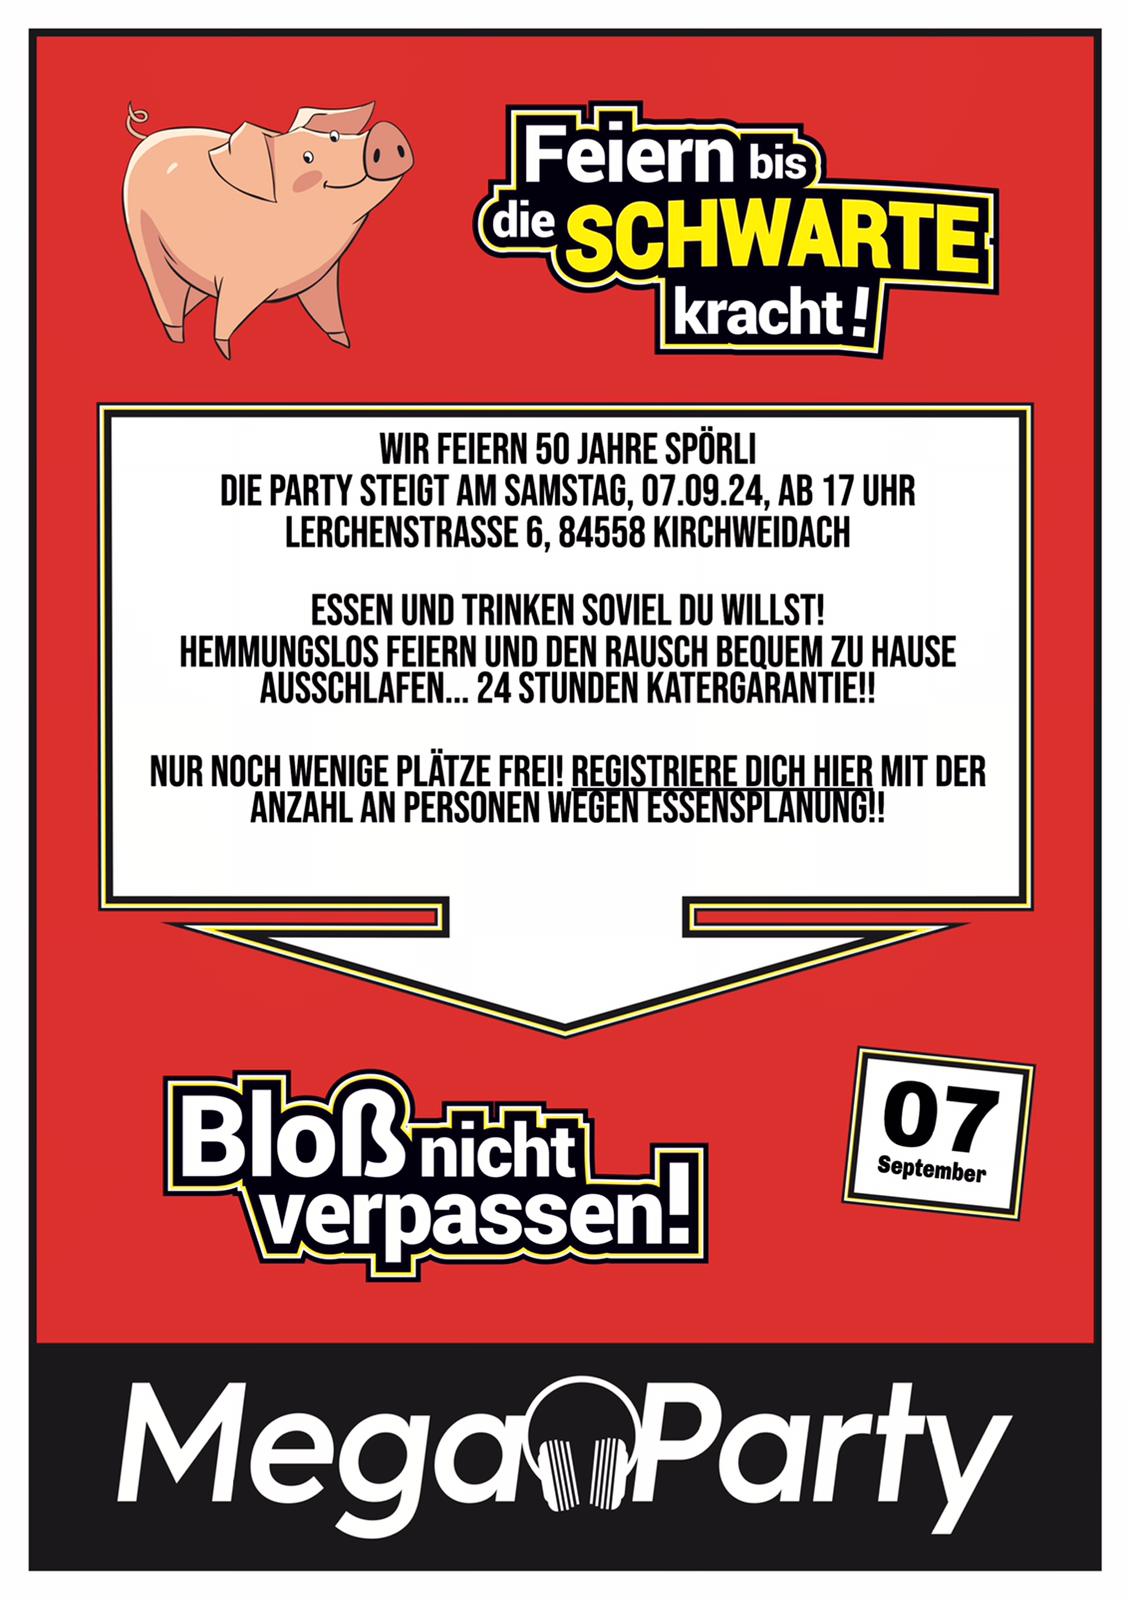 Feiern bis
die SCHWARTE
kracht!
WIR FEIERN 50 JAHRE SPÖRLI
DIE PARTY STEIGT AM SAMSTAG, 07.09.24, AB 17 UHR
LERCHENSTRASSE 6, 84558 KIRCHWEIDACH
ESSEN UND TRINKEN SOVIEL DU WILLST!
HEMMUNGSLOS FEIERN UND DEN RAUSCH BEQUEM ZU HAUSE
AUSSCHLAFEN... 24 STUNDEN KATERGARANTIE!!
NUR NOCH WENIGE PLÄTZE FREI! REGISTRIERE DICH HIER MIT DER
ANZAHL AN PERSONEN WEGEN ESSENSPLANUNG!!
Bloß nicht
verpassen!
07
September
Mega Party